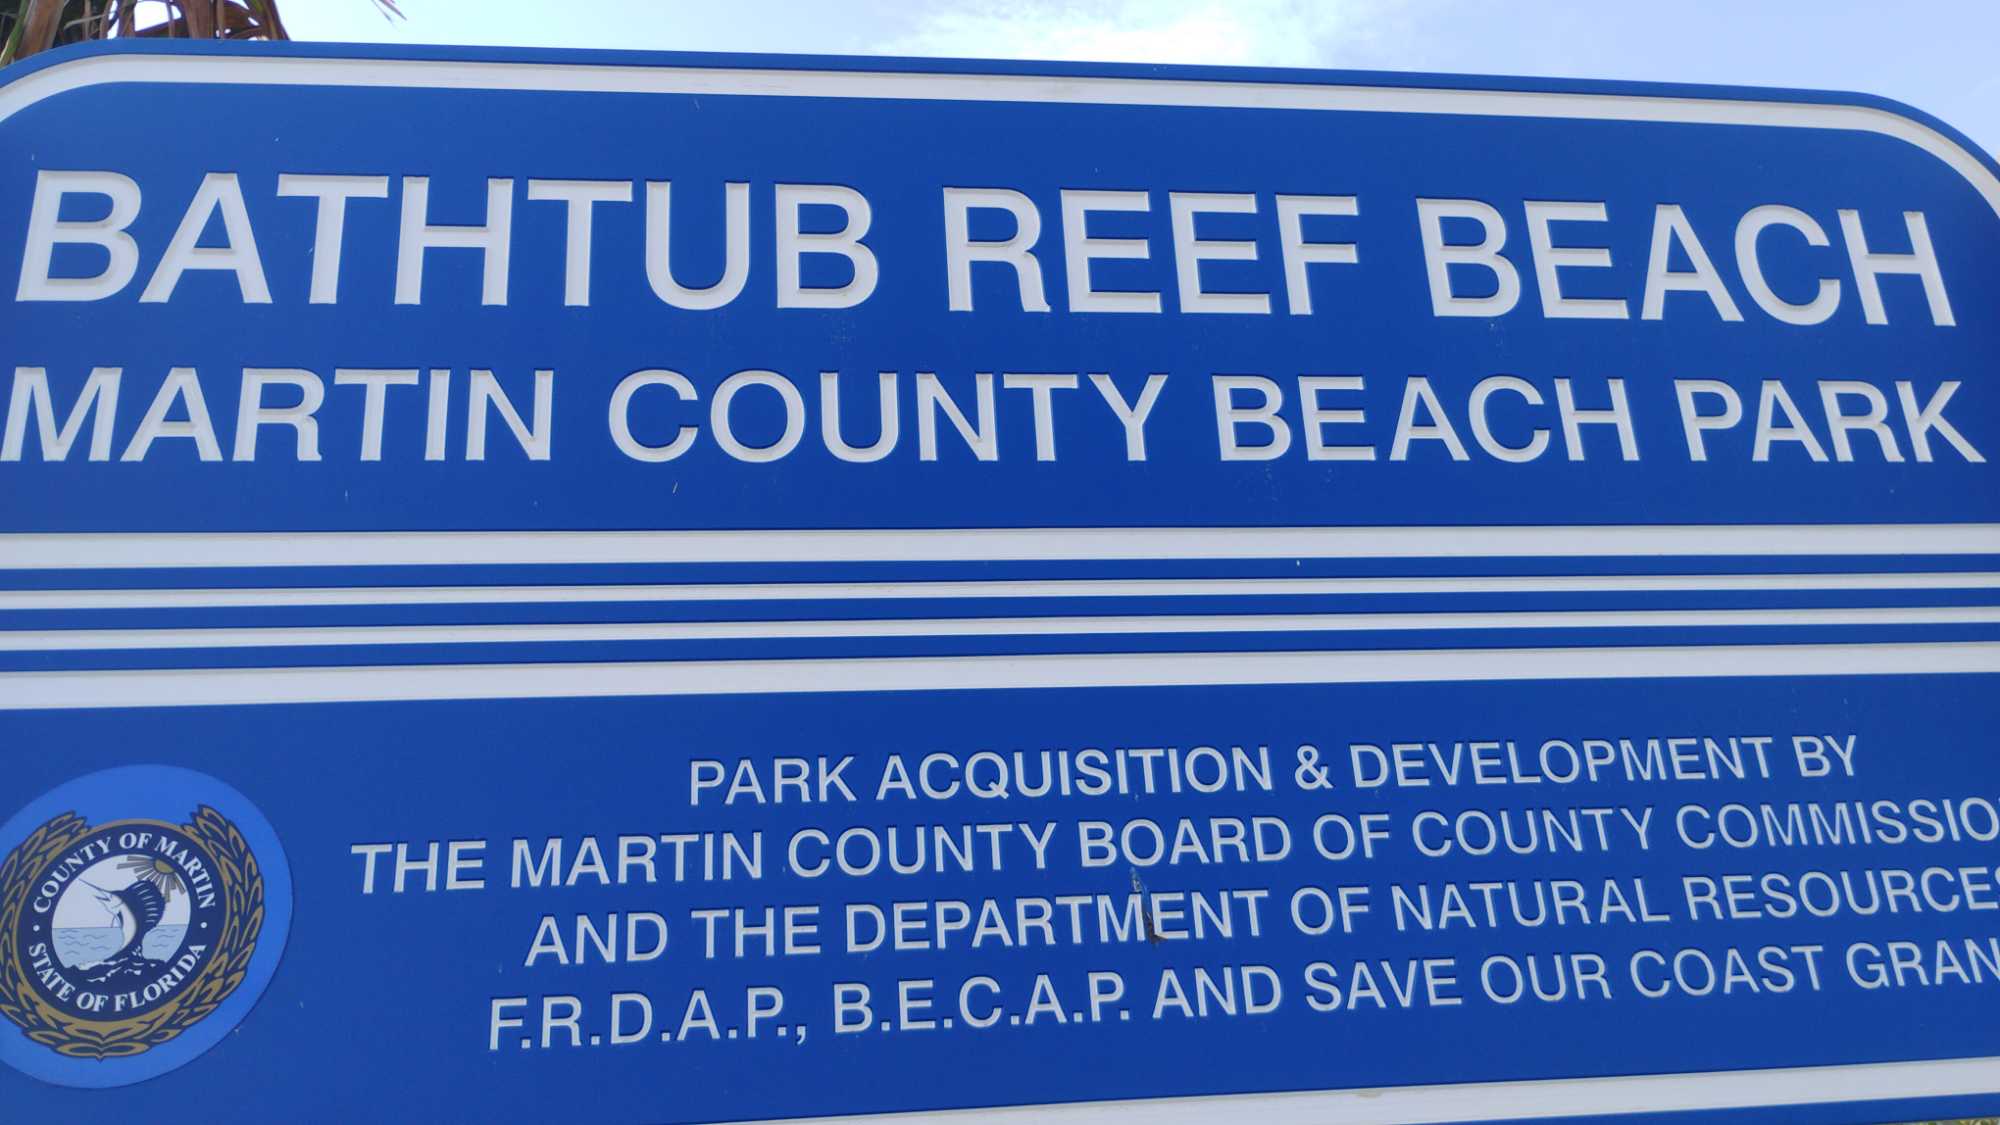 BATHTUB REEF BEACH
MARTIN COUNTY BEACH PARK
PARK ACQUISITION & DEVELOPMENT BY
THE MARTIN COUNTY BOARD OF COUNTY COMMISSIO
AND THE DEPARTMENT OF NATURAL RESOURCES
F.R.D.A.P., B.E.C.A.P. AND SAVE OUR COAST GRAN
COUNTY OF MARTIN
STATE OF FLORIDA